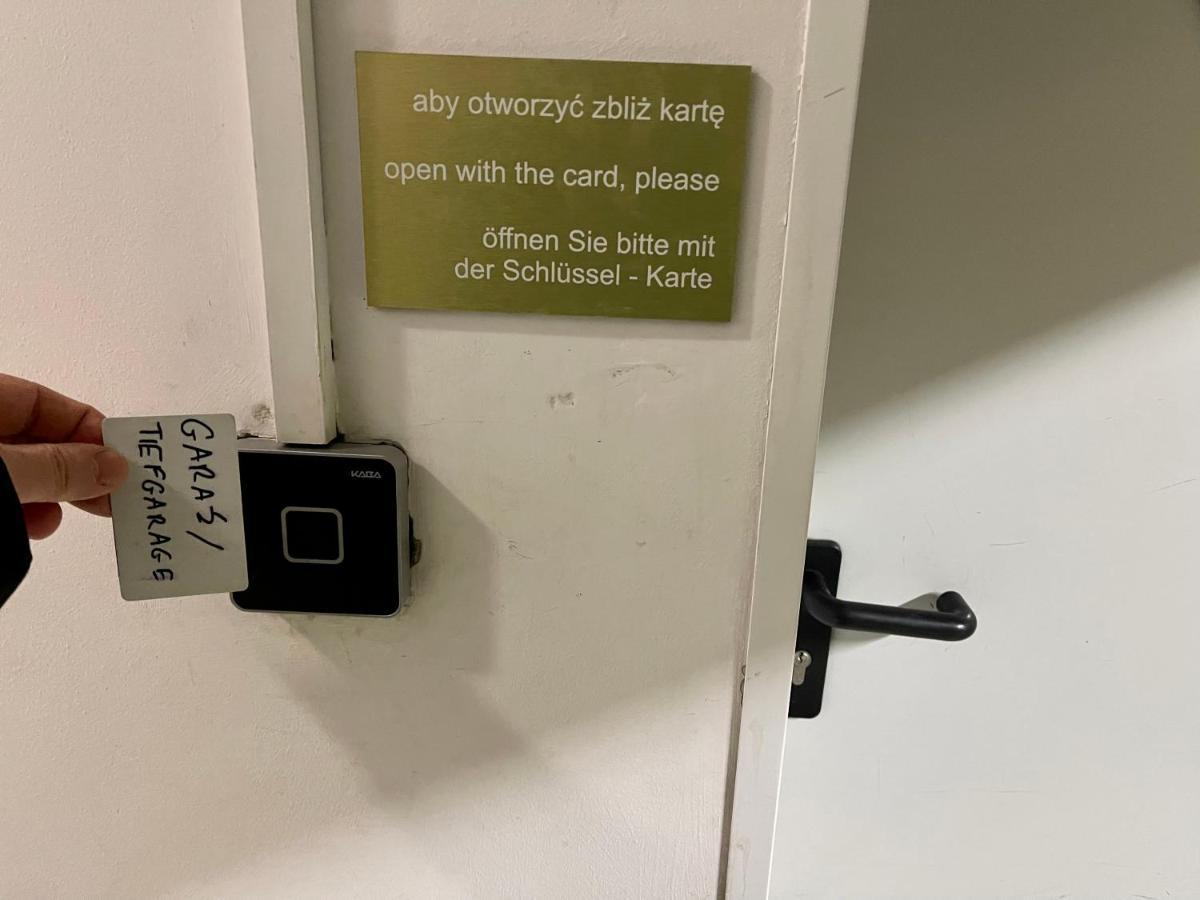 aby otworzyć zbliż kartę
open with the card, please
öffnen Sie bitte mit
der Schlüssel - Karte
KABA
GARAŻ/
TIEFGARAGE